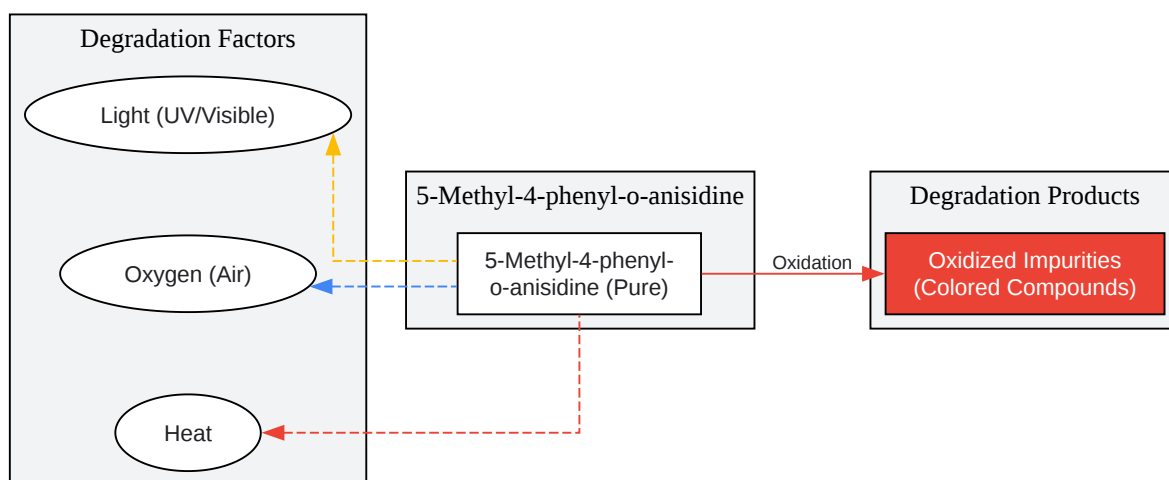 Degradation Factors
Light (UV/Visible)
Oxygen (Air)
Heat
5-Methyl-4-phenyl-o-anisidine
5-Methyl-4-phenyl-
o-anisidine (Pure)
Oxidation
Degradation Products
Oxidized Impurities
(Colored Compounds)